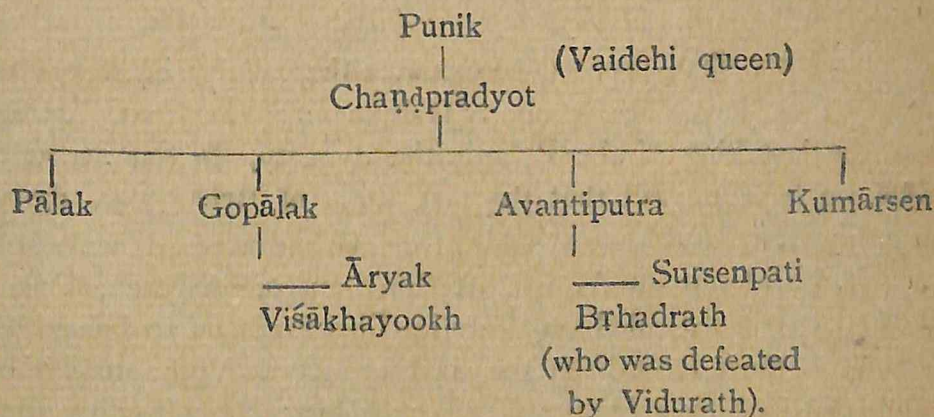 Punik
(Vaidehi queen)
Chaṇḍpradyot
Pālak Gopālak Avantiputra Kumārsen
____ Āryak ____ Sursenpati
Viśākhayookh Bṛhadrath
(who was defeated
by Vidurath).